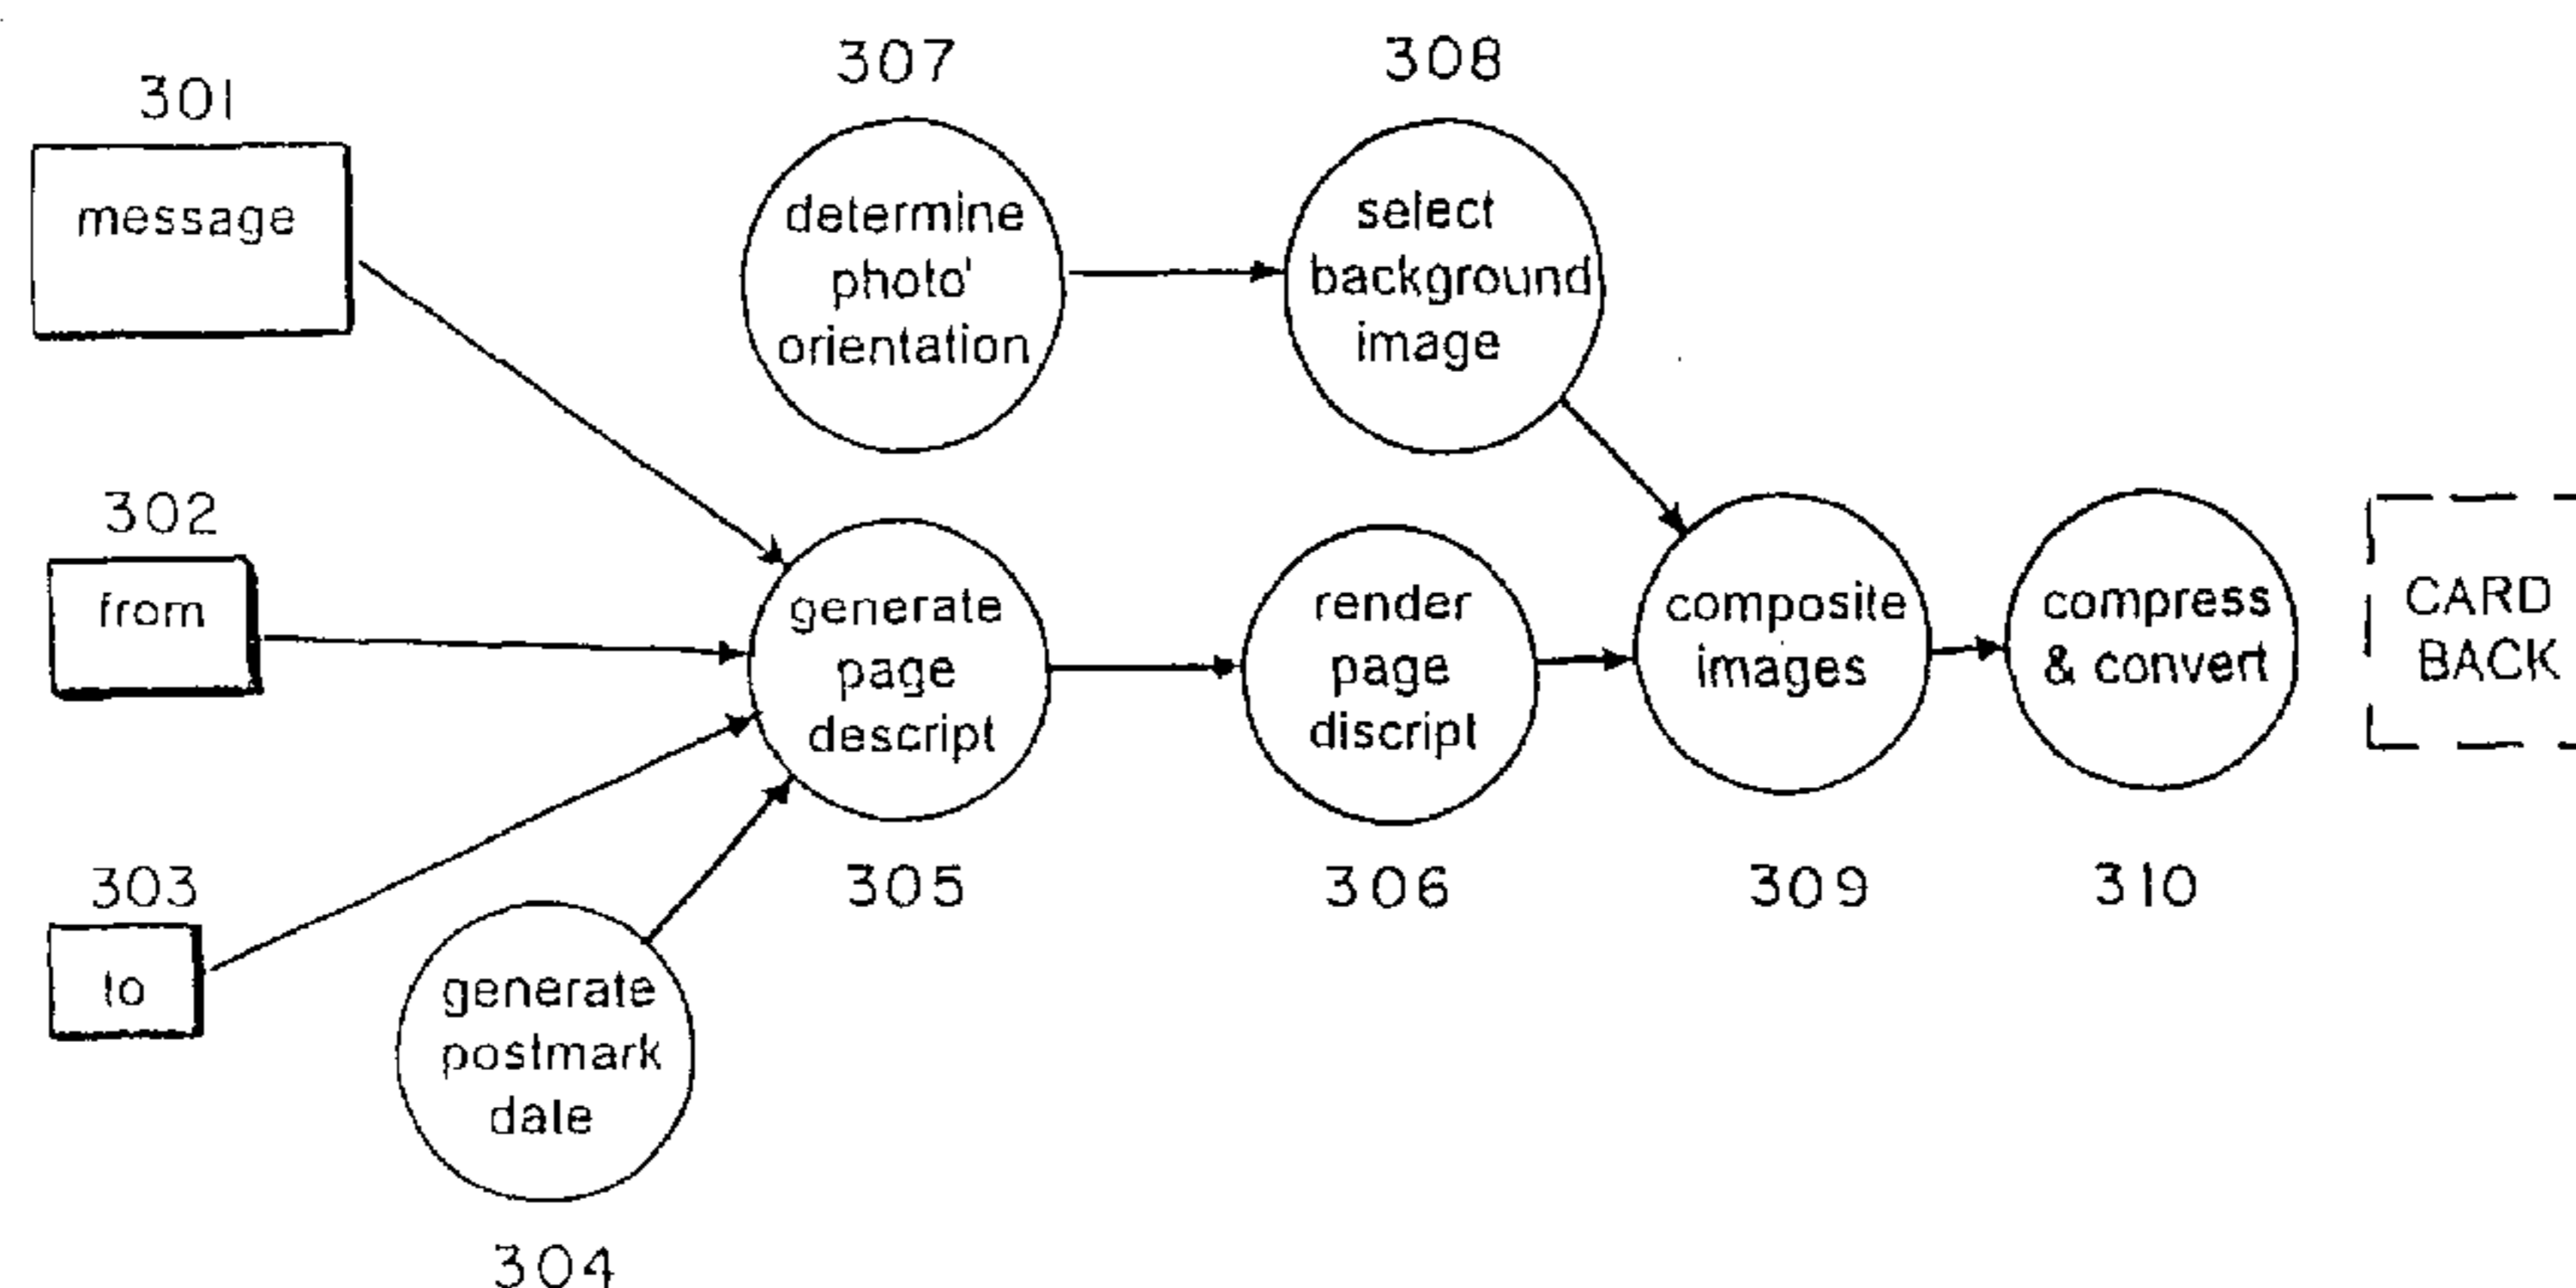 307
308
301
message
determine
photo'
orientation
select
background
image
302
from
generate
page
descript
render
page
discript
composite
images
compress
& convert
CARD
BACK
303
to
305
306
309
310
generate
postmark
date
304